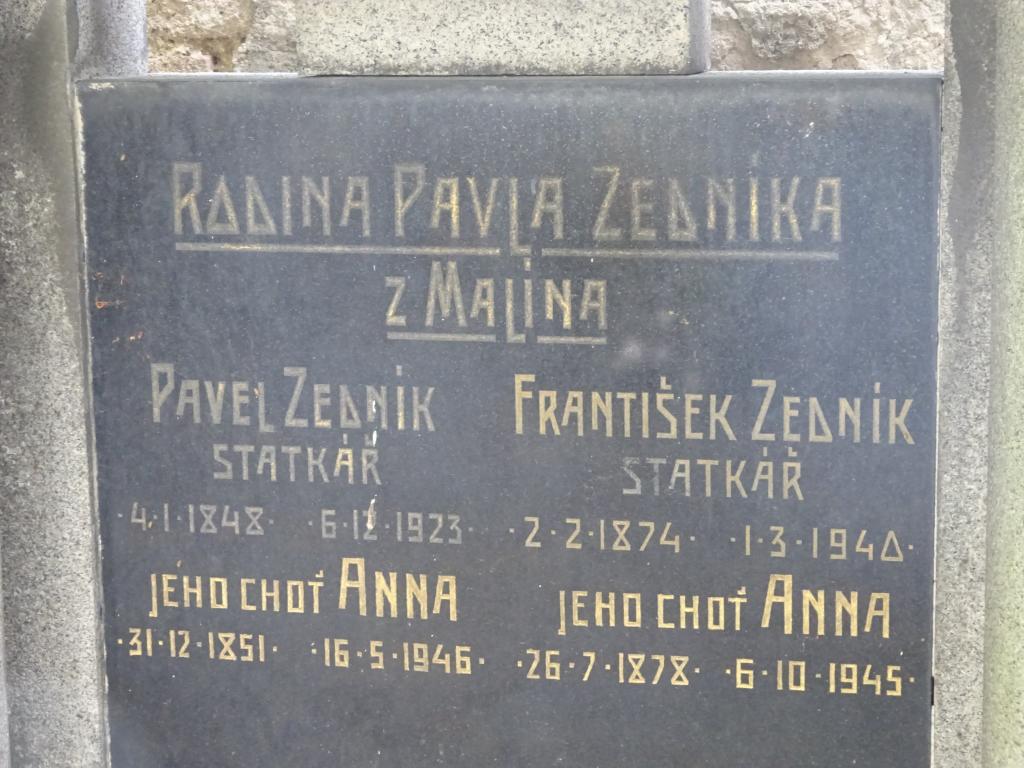 RODINA PAVLA ZEDNÍKA
Z MALÍNA
PAVEL ZEDNÍK
STATKÁŘ
·4·1·1848· ·6·12·1923·
JEHO CHOŤ ANNA
·31·12·1851· ·16·5·1946·
FRANTIŠEK ZEDNÍK
STATKÁŘ
·2·2·1874· ·1·3·1940·
JEHO CHOŤ ANNA
·26·7·1878· ·6·10·1945·